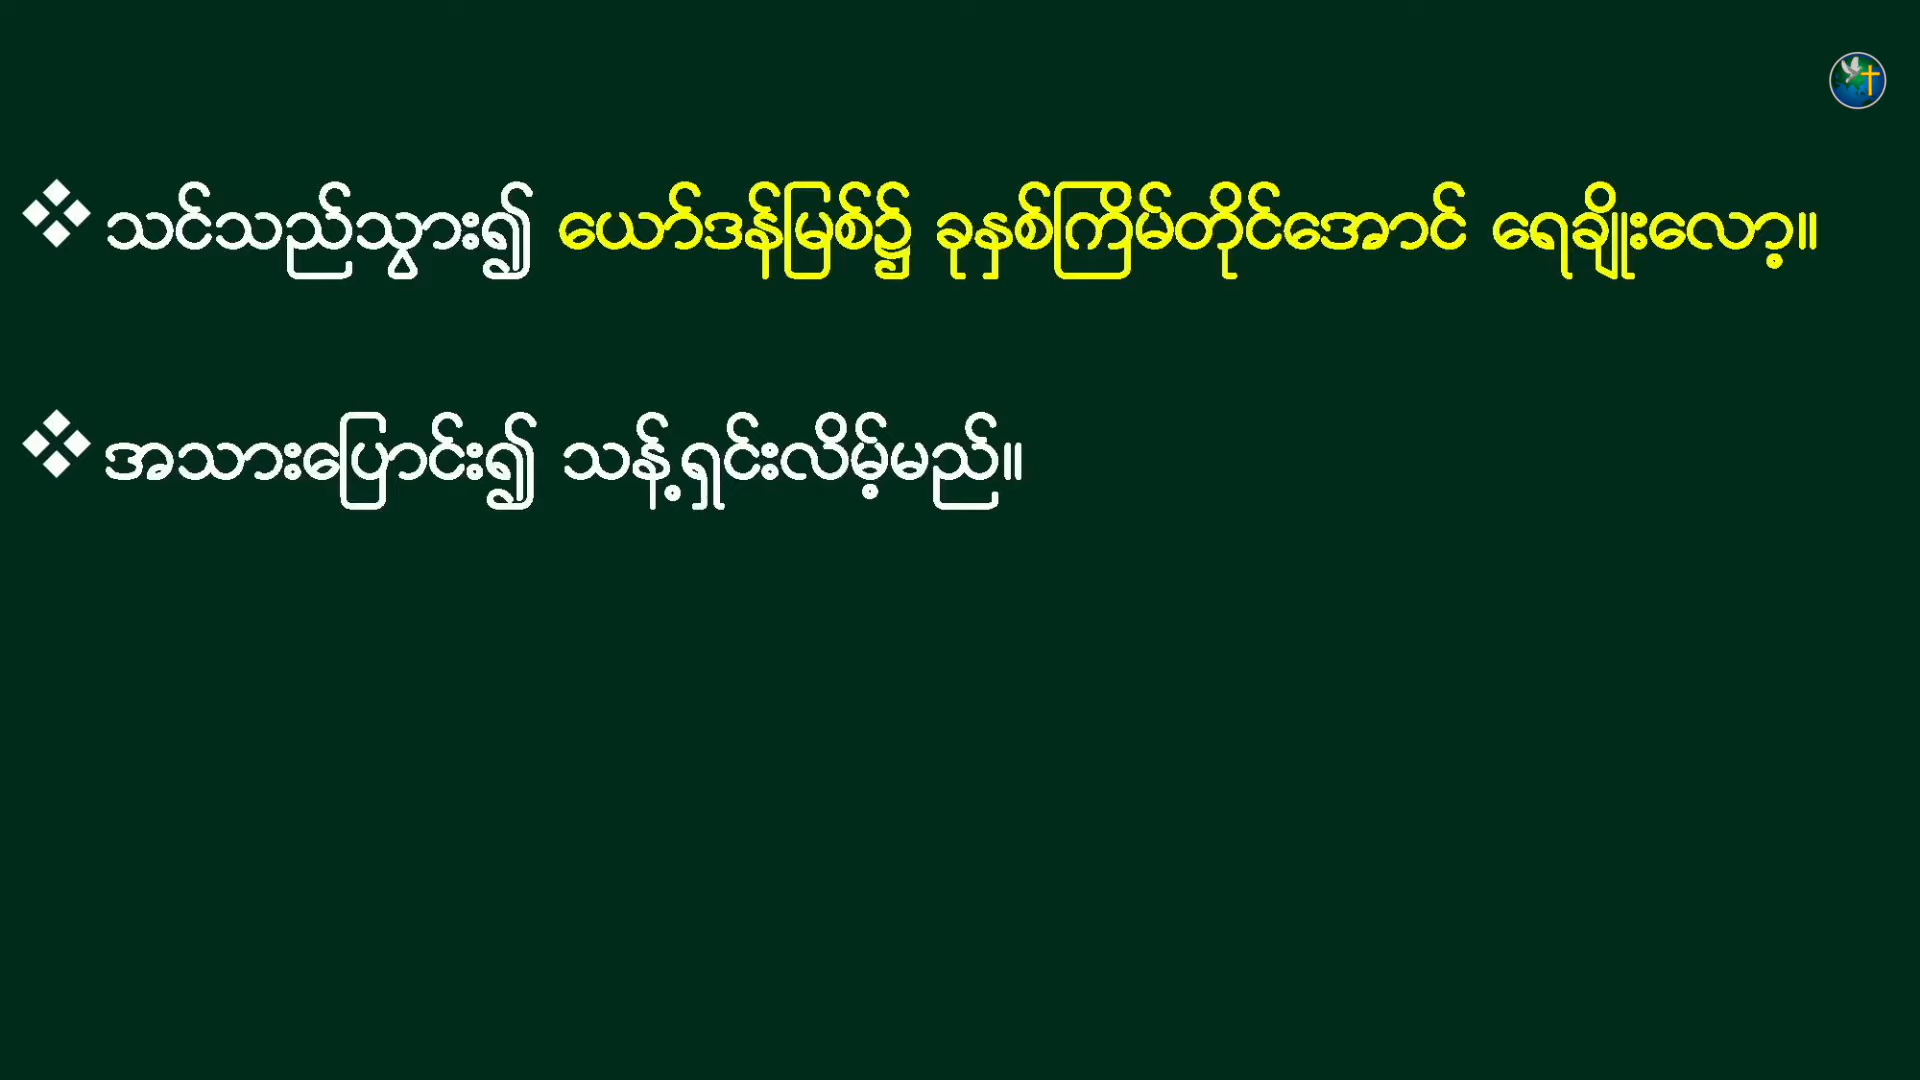 ❖သင်သည်သွား၍ ယော်ဒန်မြစ်၌ ခုနှစ်ကြိမ်တိုင်အောင် ရေချိုးလော့။
❖အသားပြောင်း၍ သန့်ရှင်းလိမ့်မည်။